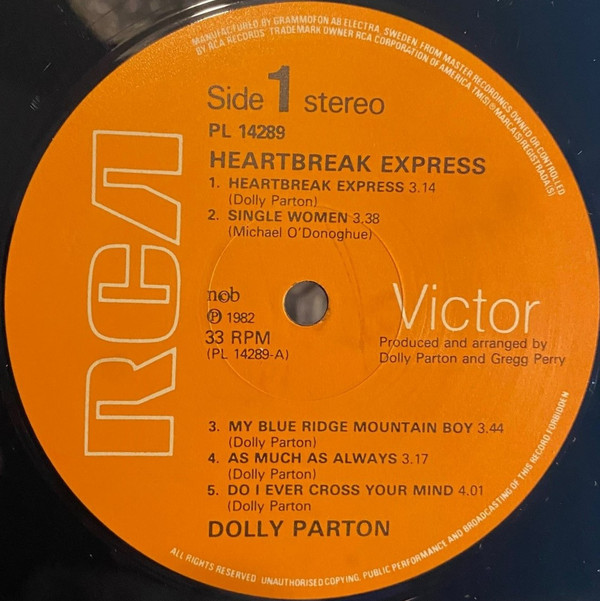 MANUFACTURED BY GRAMMOFON AB ELECTRA, SWEDEN, FROM MASTER RECORDINGS OWNED OR CONTROLLED
BY RCA RECORDS' TRADEMARK OWNER RCA CORPORATION OF AMERICA TM(S)® MARCA(S) REGISTRADA(S)
Side 1 stereo
PL 14289
HEARTBREAK EXPRESS
1. HEARTBREAK EXPRESS 3.14
(Dolly Parton)
2. SINGLE WOMEN 3.38
(Michael O'Donoghue)
RCA
ncb
Ⓟ 1982
33 RPM
(PL 14289-A)
Victor
Produced and arranged by
Dolly Parton and Gregg Perry
3. MY BLUE RIDGE MOUNTAIN BOY 3.44
(Dolly Parton)
4. AS MUCH AS ALWAYS 3.17
(Dolly Parton)
5. DO I EVER CROSS YOUR MIND 4.01
(Dolly Parton
DOLLY PARTON
ALL RIGHTS RESERVED UNAUTHORISED COPYING, PUBLIC PERFORMANCE AND BROADCASTING OF THIS RECORD FORBIDDEN